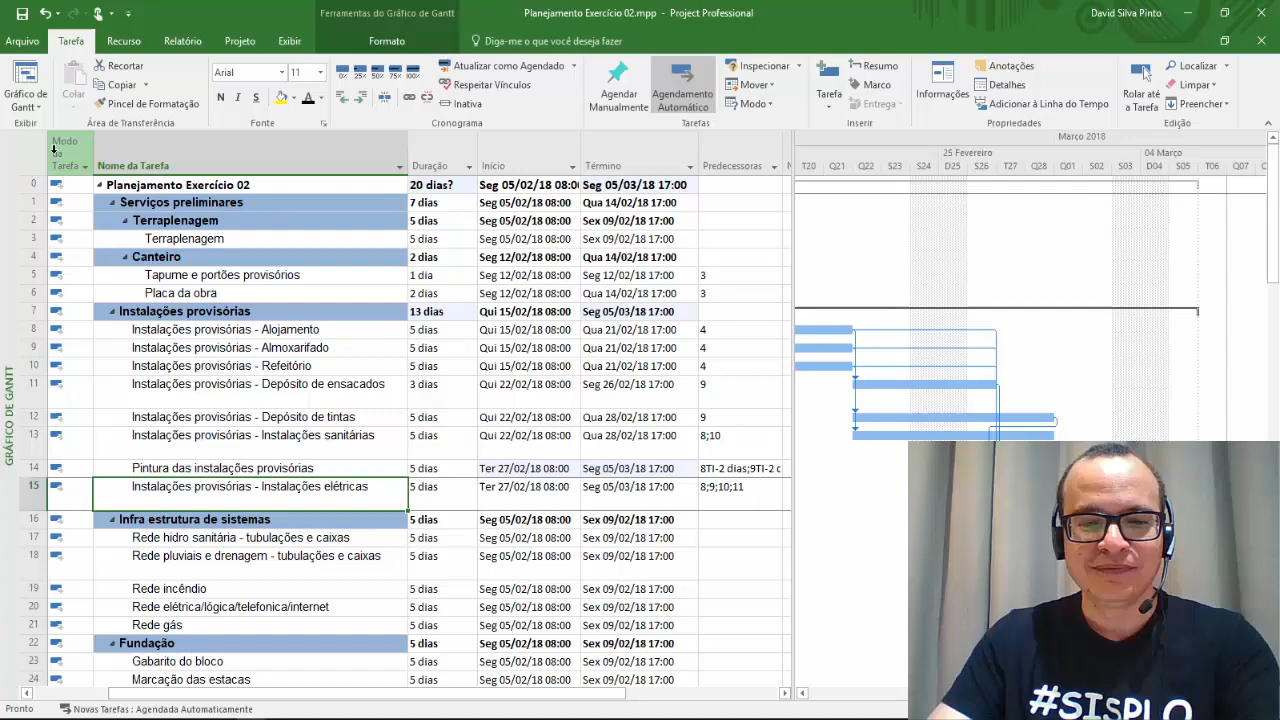 Ferramentas do Gráfico de Gantt
Planejamento Exercício 02.mpp - Project Professional
David Silva Pinto
Arquivo Tarefa Recurso Relatório Projeto Exibir Formato Diga-me o que você deseja fazer
Gráfico de Gantt
Exibir
Colar
Recortar
Copiar
Pincel de Formatação
Área de Transferência
Arial 11
N I S A
Fonte
0% 25% 50% 75% 100%
Atualizar como Agendado
Respeitar Vínculos
Inativa
Cronograma
Agendar Manualmente
Agendamento Automático
Inspecionar
Mover
Modo
Tarefas
Tarefa
Resumo
Marco
Entrega
Inserir
Informações
Anotações
Detalhes
Adicionar à Linha do Tempo
Propriedades
Rolar até a Tarefa
Localizar
Limpar
Preencher
Edição
Modo da Tarefa Nome da Tarefa Duração Início Término Predecessoras N
Março 2018
25 Fevereiro 04 Março
T20 Q21 Q22 S23 S24 D25 S26 T27 Q28 Q01 S02 S03 D04 S05 T06 Q07 Q08
0 Planejamento Exercício 02 20 dias? Seg 05/02/18 08:00 Seg 05/03/18 17:00
1 Serviços preliminares 7 dias Seg 05/02/18 08:00 Qua 14/02/18 17:00
2 Terraplenagem 5 dias Seg 05/02/18 08:00 Sex 09/02/18 17:00
3 Terraplenagem 5 dias Seg 05/02/18 08:00 Sex 09/02/18 17:00
4 Canteiro 2 dias Seg 12/02/18 08:00 Qua 14/02/18 17:00
5 Tapume e portões provisórios 1 dia Seg 12/02/18 08:00 Seg 12/02/18 17:00 3
6 Placa da obra 2 dias Seg 12/02/18 08:00 Qua 14/02/18 17:00 3
7 Instalações provisórias 13 dias Qui 15/02/18 08:00 Seg 05/03/18 17:00
8 Instalações provisórias - Alojamento 5 dias Qui 15/02/18 08:00 Qua 21/02/18 17:00 4
9 Instalações provisórias - Almoxarifado 5 dias Qui 15/02/18 08:00 Qua 21/02/18 17:00 4
10 Instalações provisórias - Refeitório 5 dias Qui 15/02/18 08:00 Qua 21/02/18 17:00 4
11 Instalações provisórias - Depósito de ensacados 3 dias Qui 22/02/18 08:00 Seg 26/02/18 17:00 9
12 Instalações provisórias - Depósito de tintas 5 dias Qui 22/02/18 08:00 Qua 28/02/18 17:00 9
13 Instalações provisórias - Instalações sanitárias 5 dias Qui 22/02/18 08:00 Qua 28/02/18 17:00 8;10
14 Pintura das instalações provisórias 5 dias Ter 27/02/18 08:00 Seg 05/03/18 17:00 8TI-2 dias;9TI-2 d
15 Instalações provisórias - Instalações elétricas 5 dias Ter 27/02/18 08:00 Seg 05/03/18 17:00 8;9;10;11
16 Infra estrutura de sistemas 5 dias Seg 05/02/18 08:00 Sex 09/02/18 17:00
17 Rede hidro sanitária - tubulações e caixas 5 dias Seg 05/02/18 08:00 Sex 09/02/18 17:00
18 Rede pluviais e drenagem - tubulações e caixas 5 dias Seg 05/02/18 08:00 Sex 09/02/18 17:00
19 Rede incêndio 5 dias Seg 05/02/18 08:00 Sex 09/02/18 17:00
20 Rede elétrica/lógica/telefonica/internet 5 dias Seg 05/02/18 08:00 Sex 09/02/18 17:00
21 Rede gás 5 dias Seg 05/02/18 08:00 Sex 09/02/18 17:00
22 Fundação 5 dias Seg 05/02/18 08:00 Sex 09/02/18 17:00
23 Gabarito do bloco 5 dias Seg 05/02/18 08:00 Sex 09/02/18 17:00
24 Marcação das estacas 5 dias Seg 05/02/18 08:00 Sex 09/02/18 17:00
GRÁFICO DE GANTT
#SISPLO
Pronto Novas Tarefas : Agendada Automaticamente